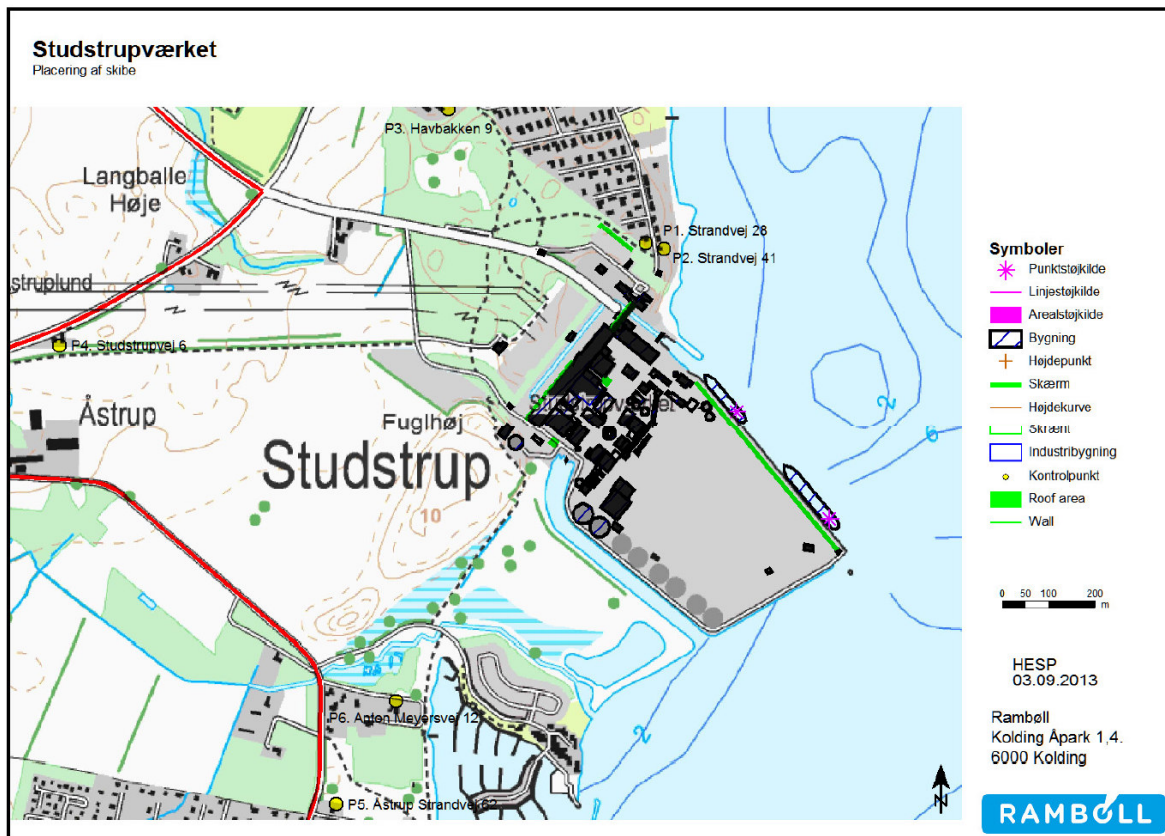 Studstrupværket
Placering af skibe
P3. Havbakken 9
Langballe
Høje
P1. Strandvej 28
P2. Strandvej 41
struplund
P4. Studstrupvej 6
Åstrup
Fuglhøj
Studstrup
10
2
6
2
P6. Anton Meyersvej 12
P5. Åstrup Strandvej 62
Symboler
Punktstøjkilde
Linjestøjkilde
Arealstøjkilde
Bygning
Højdepunkt
Skærm
Højdekurve
Skrænt
Industribygning
Kontrolpunkt
Roof area
Wall
0 50 100 200
m
HESP
03.09.2013
Rambøll
Kolding Åpark 1,4.
6000 Kolding
N
RAMBØLL